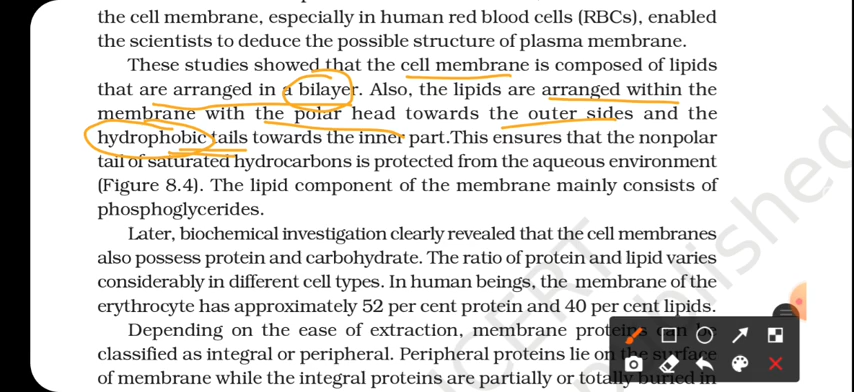 the cell membrane, especially in human red blood cells (RBCs), enabled
the scientists to deduce the possible structure of plasma membrane.
These studies showed that the cell membrane is composed of lipids
that are arranged in a bilayer. Also, the lipids are arranged within the
membrane with the polar head towards the outer sides and the
hydrophobic tails towards the inner part.This ensures that the nonpolar
tail of saturated hydrocarbons is protected from the aqueous environment
(Figure 8.4). The lipid component of the membrane mainly consists of
phosphoglycerides.
Later, biochemical investigation clearly revealed that the cell membranes
also possess protein and carbohydrate. The ratio of protein and lipid varies
considerably in different cell types. In human beings, the membrane of the
erythrocyte has approximately 52 per cent protein and 40 per cent lipids.
Depending on the ease of extraction, membrane proteins can be
classified as integral or peripheral. Peripheral proteins lie on the surface
of membrane while the integral proteins are partially or totally buried in